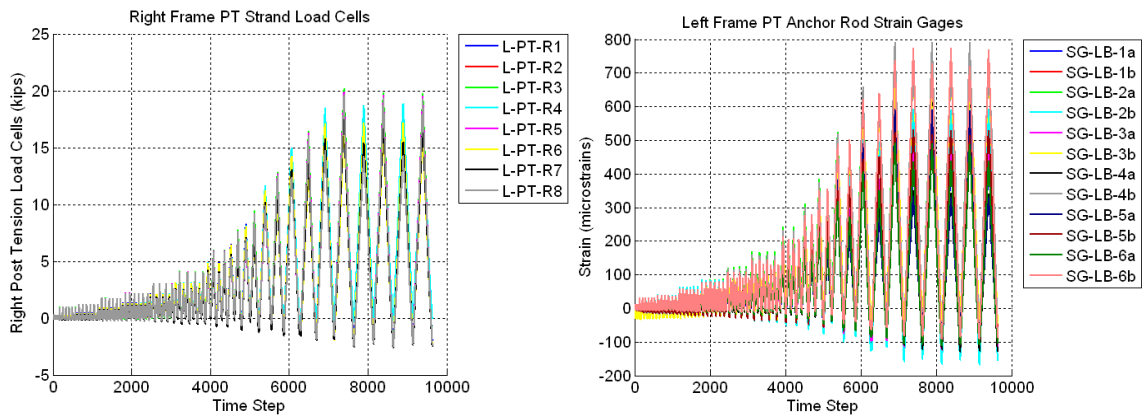 Right Frame PT Strand Load Cells
Right Post Tension Load Cells (kips)
25
20
15
10
5
0
-5
0
2000
4000
6000
8000
10000
Time Step
L-PT-R1
L-PT-R2
L-PT-R3
L-PT-R4
L-PT-R5
L-PT-R6
L-PT-R7
L-PT-R8
Left Frame PT Anchor Rod Strain Gages
Strain (microstrains)
800
700
600
500
400
300
200
100
0
-100
-200
0
2000
4000
6000
8000
10000
Time Step
SG-LB-1a
SG-LB-1b
SG-LB-2a
SG-LB-2b
SG-LB-3a
SG-LB-3b
SG-LB-4a
SG-LB-4b
SG-LB-5a
SG-LB-5b
SG-LB-6a
SG-LB-6b